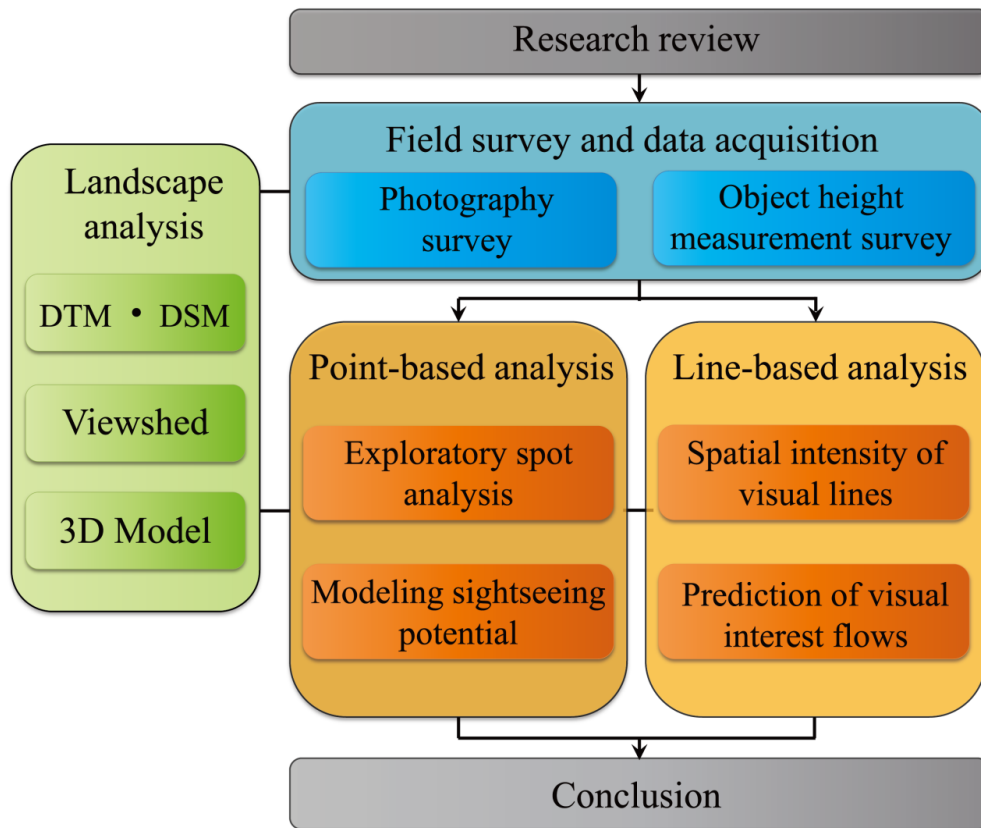 Research review
Field survey and data acquisition
Photography
survey
Object height
measurement survey
Landscape
analysis
DTM • DSM
Viewshed
3D Model
Point-based analysis
Exploratory spot
analysis
Modeling sightseeing
potential
Line-based analysis
Spatial intensity of
visual lines
Prediction of visual
interest flows
Conclusion